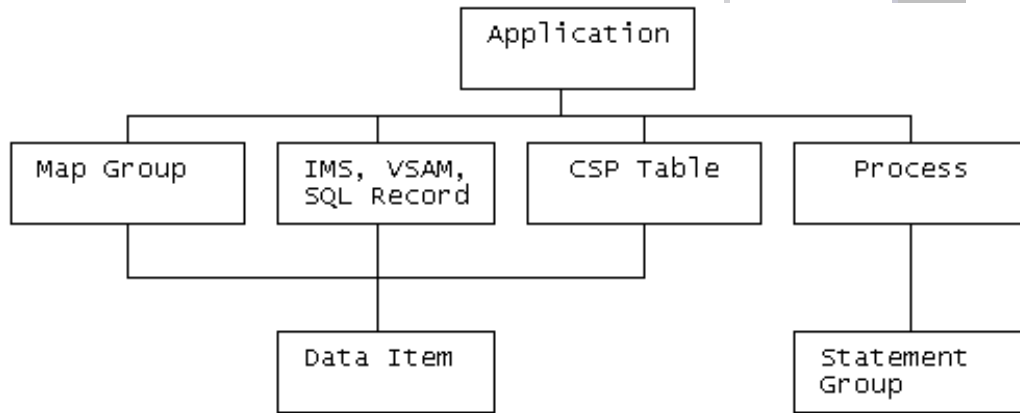 Application
Map Group
IMS, VSAM,
SQL Record
CSP Table
Process
Data Item
Statement
Group